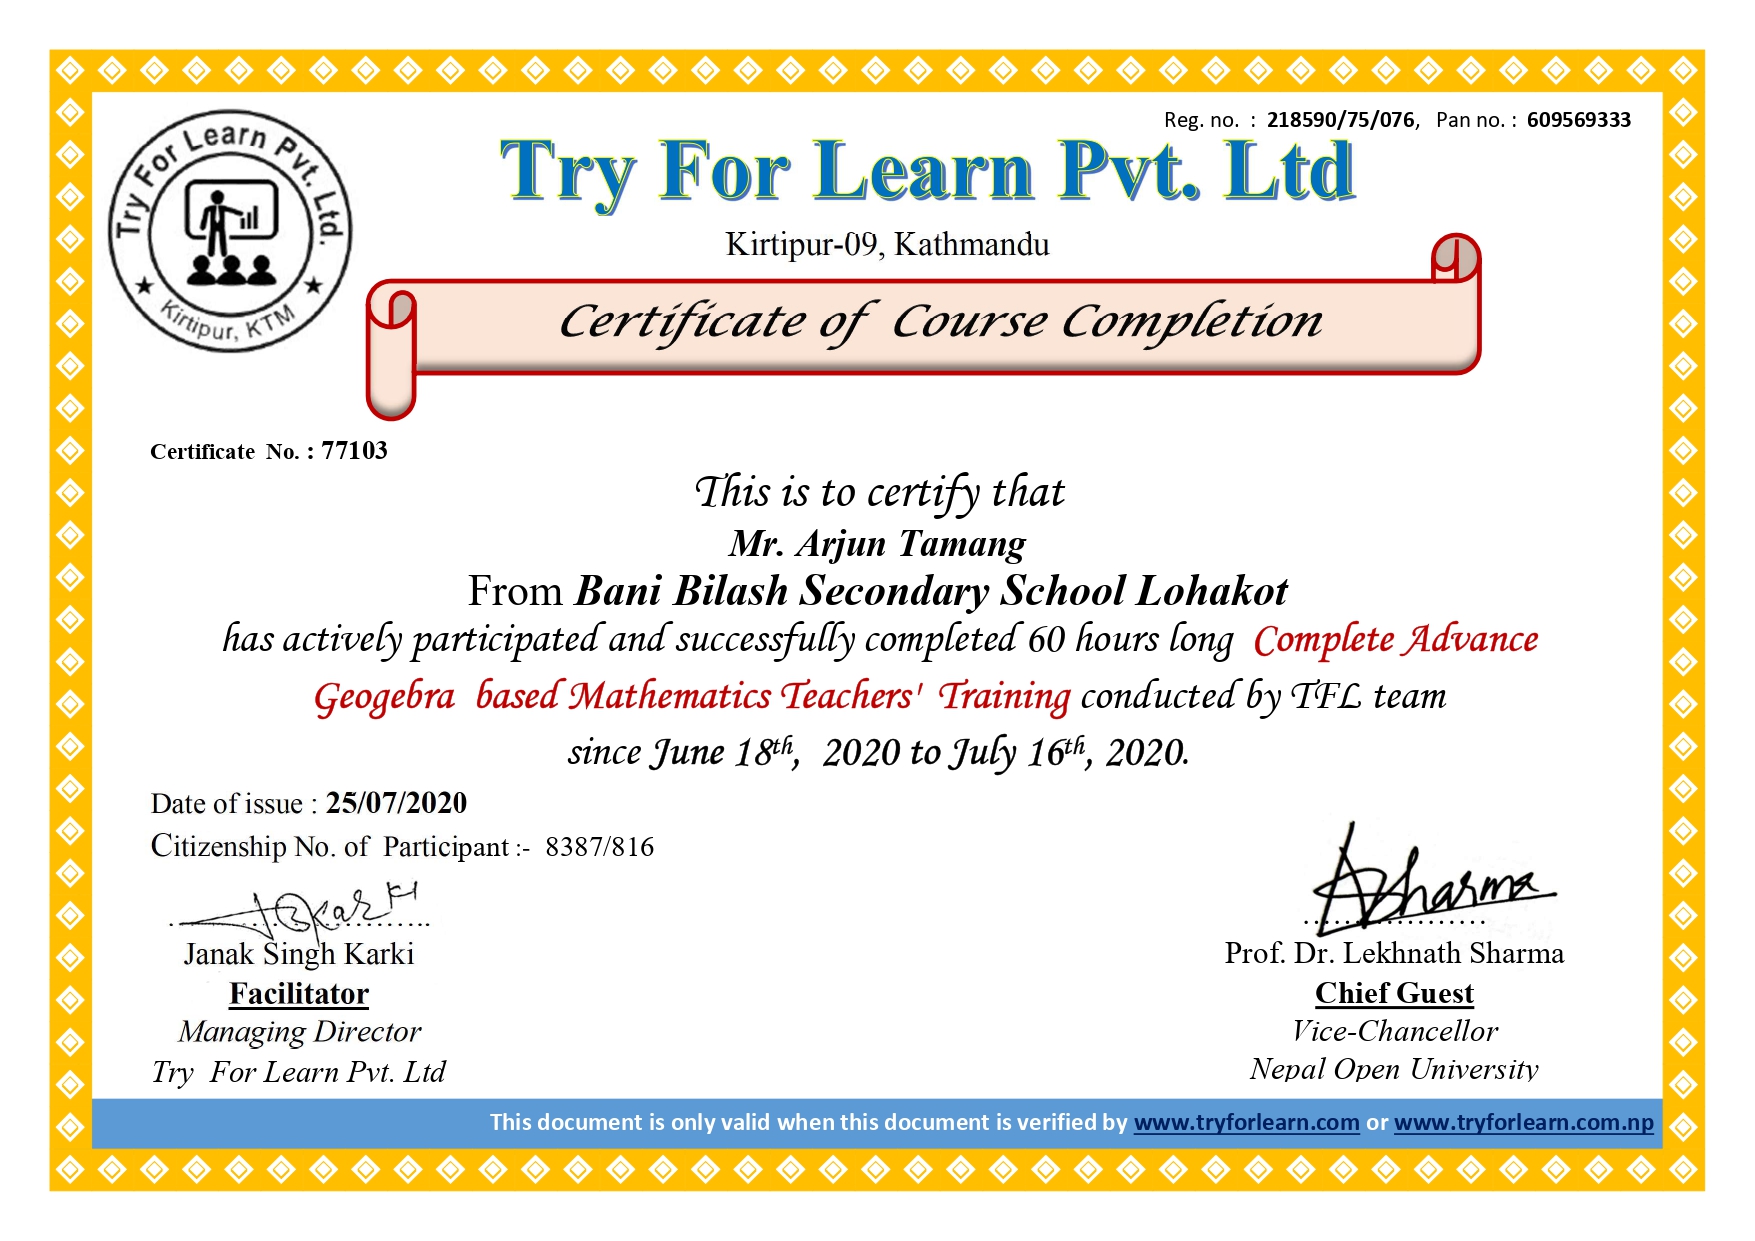 Reg. no. : 218590/75/076, Pan no. : 609569333
Try For Learn Pvt. Ltd.
Kirtipur, KTM
Try For Learn Pvt. Ltd
Kirtipur-09, Kathmandu
Certificate of Course Completion
Certificate No. : 77103
This is to certify that
Mr. Arjun Tamang
From Bani Bilash Secondary School Lohakot
has actively participated and successfully completed 60 hours long Complete Advance
Geogebra based Mathematics Teachers' Training conducted by TFL team
since June 18th, 2020 to July 16th, 2020.
Date of issue : 25/07/2020
Citizenship No. of Participant :- 8387/816
Janak Singh Karki
Facilitator
Managing Director
Try For Learn Pvt. Ltd
Sharma
Prof. Dr. Lekhnath Sharma
Chief Guest
Vice-Chancellor
Nepal Open University
This document is only valid when this document is verified by www.tryforlearn.com or www.tryforlearn.com.np